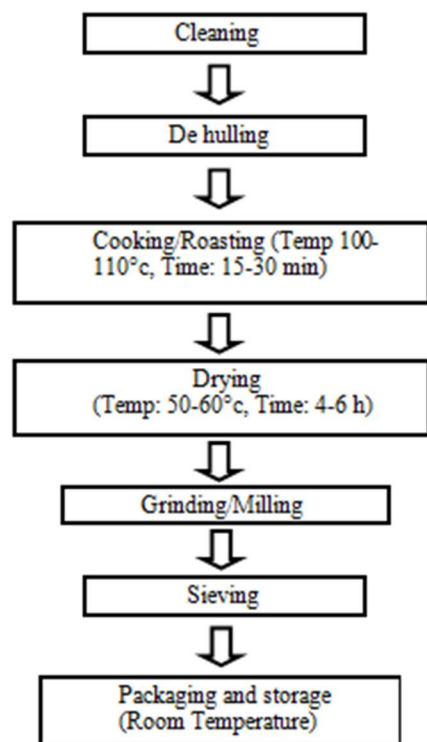 Cleaning
De hulling
Cooking/Roasting (Temp 100-
110°c, Time: 15-30 min)
Drying
(Temp: 50-60°c, Time: 4-6 h)
Grinding/Milling
Sieving
Packaging and storage
(Room Temperature)